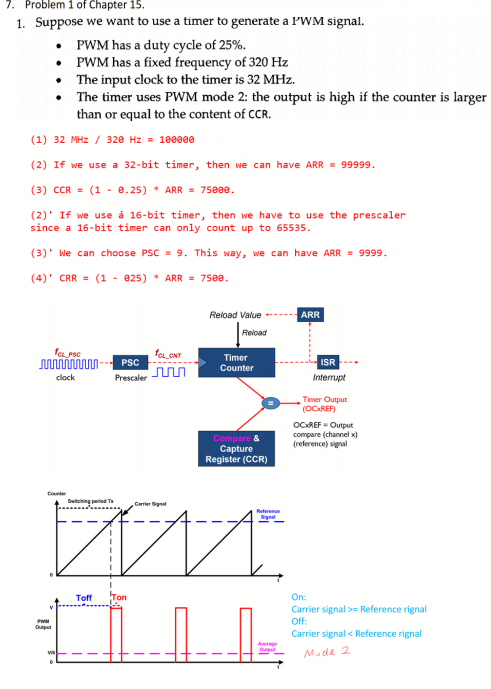 7. Problem 1 of Chapter 15.
1. Suppose we want to use a timer to generate a PWM signal.
• PWM has a duty cycle of 25%.
• PWM has a fixed frequency of 320 Hz
• The input clock to the timer is 32 MHz.
• The timer uses PWM mode 2: the output is high if the counter is larger
than or equal to the content of CCR.
(1) 32 MHz / 320 Hz = 100000
(2) If we use a 32-bit timer, then we can have ARR = 99999.
(3) CCR = (1 - 0.25) * ARR = 75000.
(2)' If we use á 16-bit timer, then we have to use the prescaler
since a 16-bit timer can only count up to 65535.
(3)' We can choose PSC = 9. This way, we can have ARR = 9999.
(4)' CRR = (1 - 025) * ARR = 7500.
Reload Value
ARR
Reload
fCL_PSC
fCL_CNT
Timer
Counter
PSC
ISR
clock
Prescaler
Interrupt
=
Timer Output
(OCxREF)
OCxREF = Output
compare (channel x)
(reference) signal
Compare &
Capture
Register (CCR)
Counter
Switching period Ts
Carrier Signal
Reference
Signal
0
t
Toff
Ton
V
PWM
Output
Average
Output
V/6
0
t
On:
Carrier signal >= Reference rignal
Off:
Carrier signal < Reference rignal
Mode 2